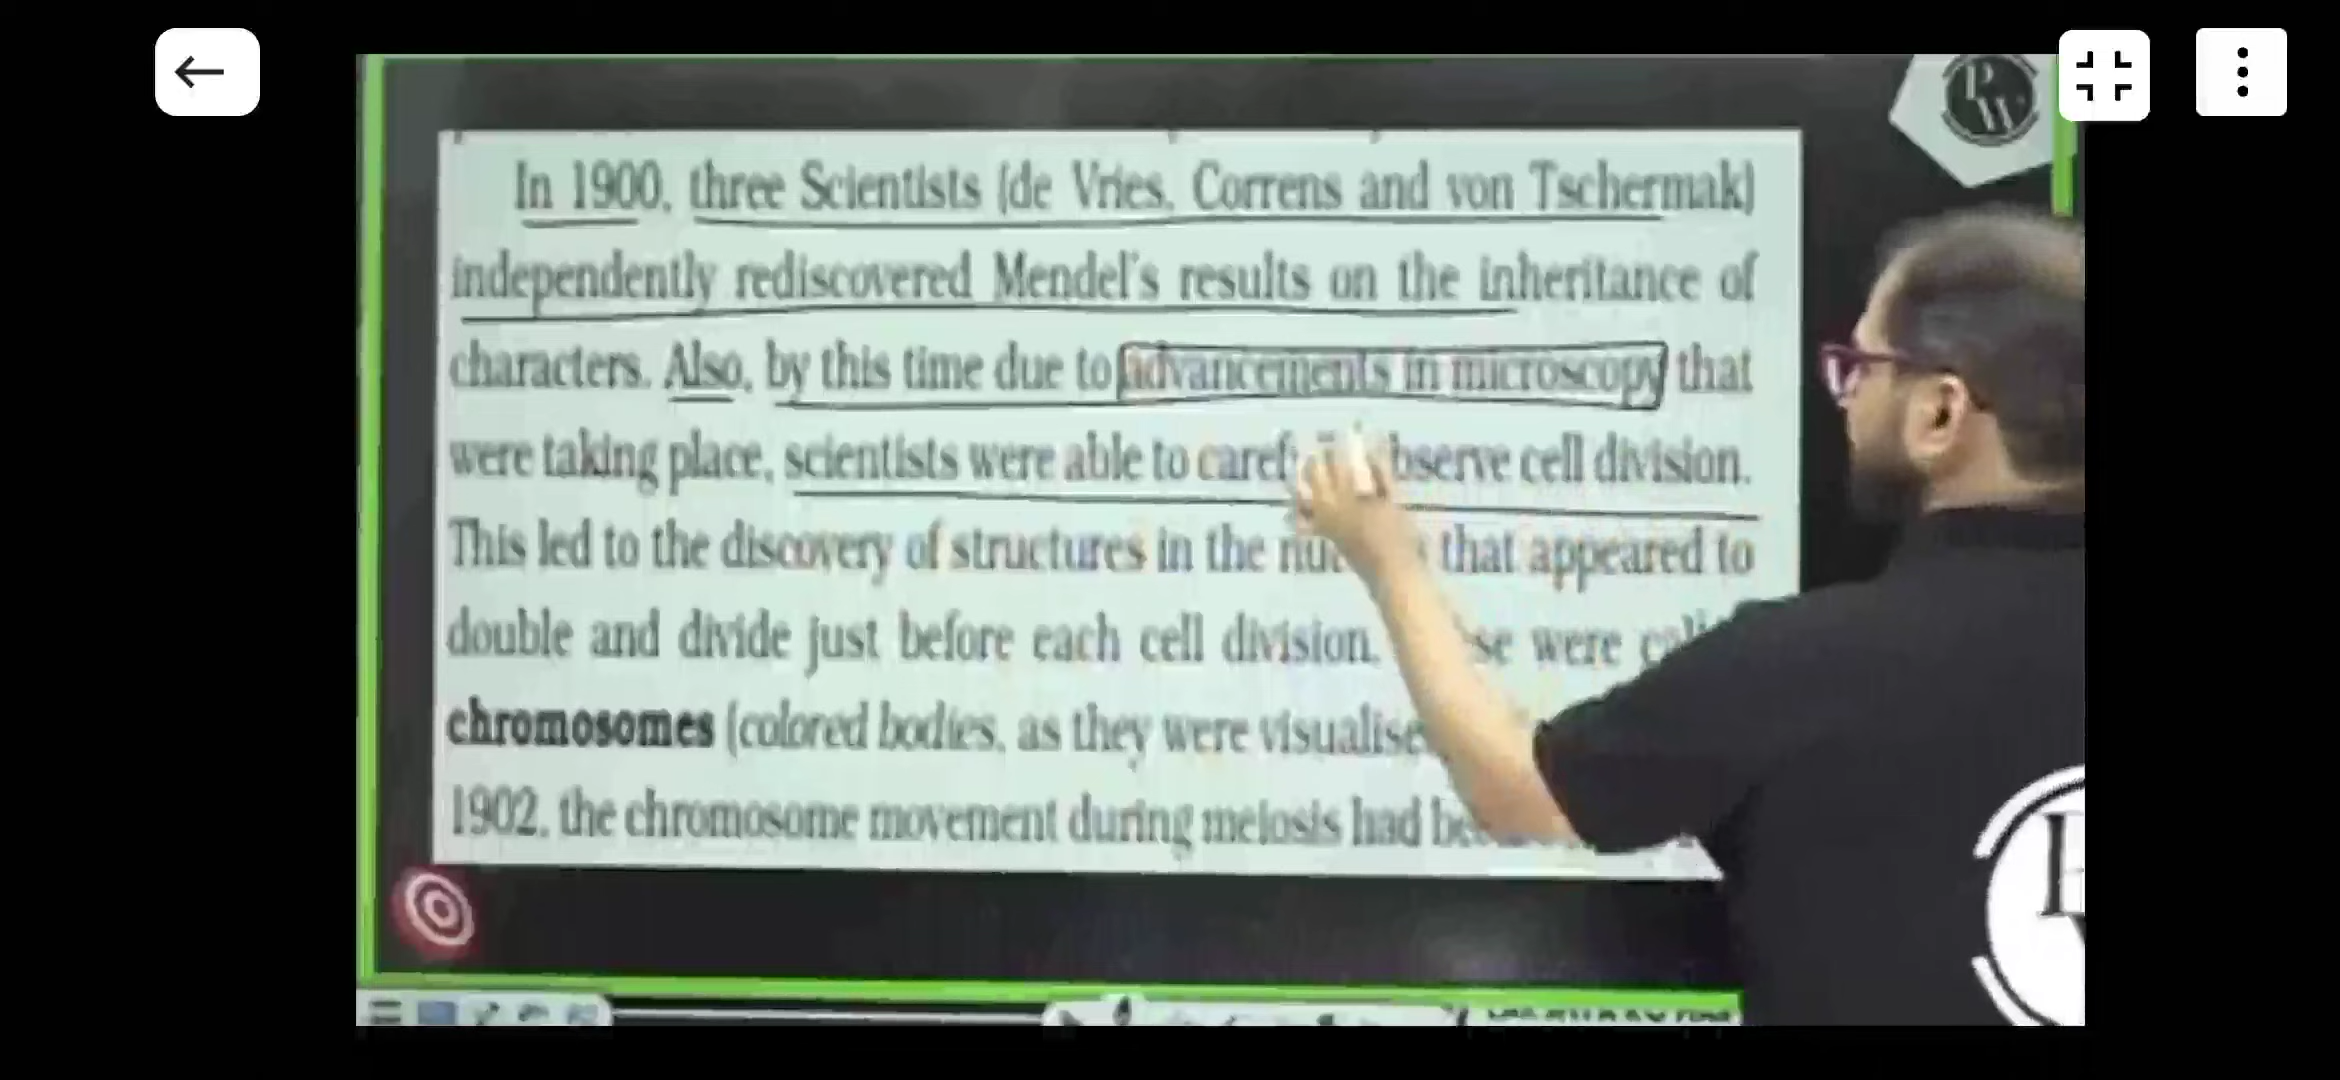 PW
In 1900, three Scientists (de Vries, Correns and von Tschermak)
independently rediscovered Mendel's results on the inheritance of
characters. Also, by this time due to advancements in microscopy that
were taking place, scientists were able to observe cell division.
This led to the discovery of structures in the that appeared to
double and divide just before each cell division. were
chromosomes (colored bodies, as they were
1902, the chromosome movement during meiosis had